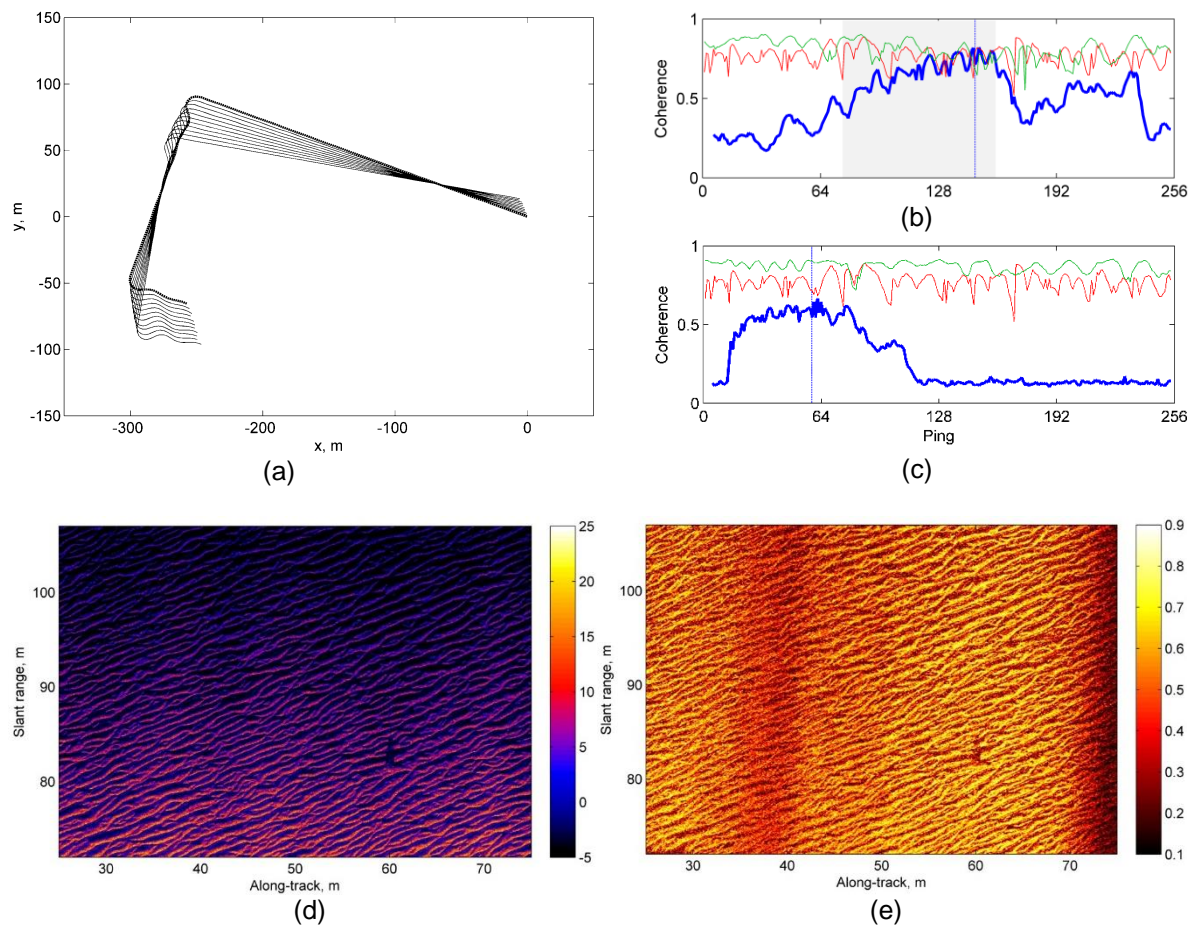 150
100
50
0
-50
-100
-150
y, m
-300 -200 -100 0
x, m
(a)
1
0.5
0
Coherence
0 64 128 192 256
(b)
1
0.5
0
Coherence
0 64 128 192 256
Ping
(c)
100
90
80
Slant range, m
30 40 50 60 70
Along-track, m
25
20
15
10
5
0
-5
(d)
100
90
80
Slant range, m
30 40 50 60 70
Along-track, m
0.9
0.8
0.7
0.6
0.5
0.4
0.3
0.2
0.1
(e)